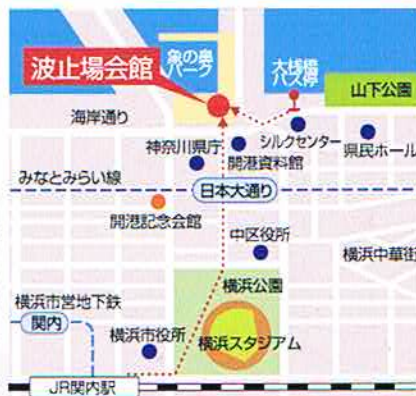 象の鼻
パーク
大桟橋
バス停
波止場会館
山下公園
海岸通り
シルクセンター
神奈川県庁
開港資料館
県民ホール
みなとみらい線
日本大通り
開港記念会館
中区役所
横浜中華街
横浜公園
横浜市営地下鉄
関内
横浜市役所
横浜スタジアム
JR関内駅